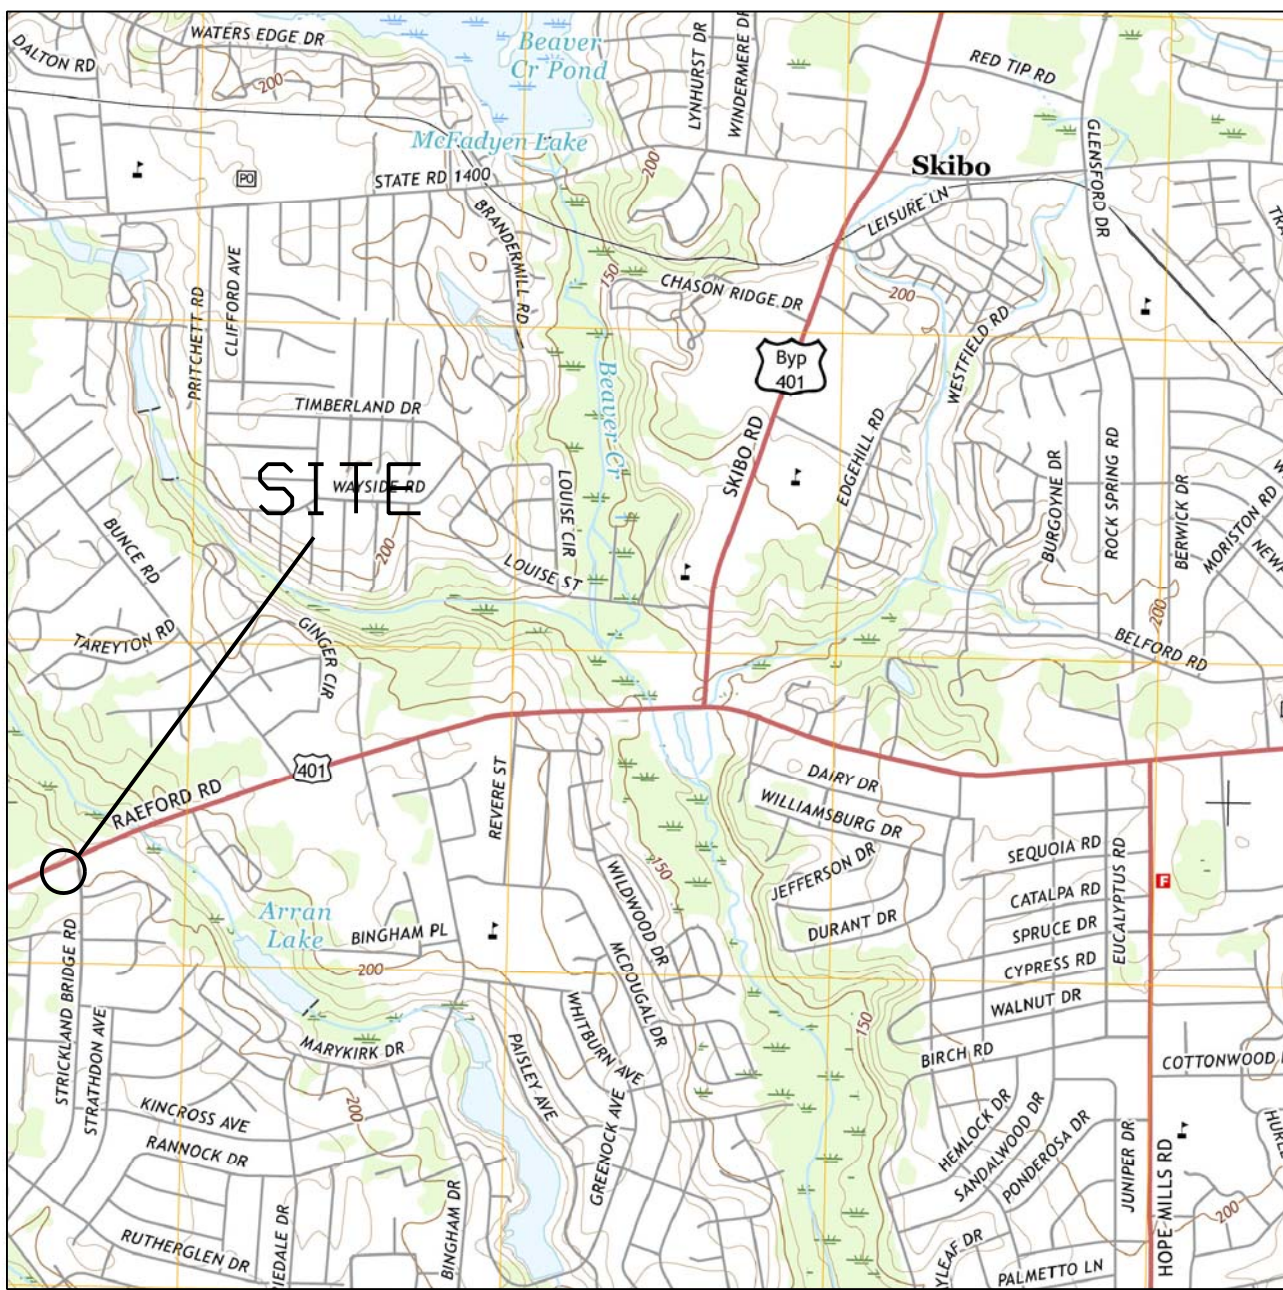 WATERS EDGE DR
DALTON RD
200
Beaver
Cr Pond
LYNHURST DR
WINDERMERE DR
RED TIP RD
GLENSFORD DR
McFadyen Lake
PO
STATE RD 1400
200
Skibo
LEISURE LN
BRANDERMILL RD
150
CHASON RIDGE DR
200
PRITCHETT RD
CLIFFORD AVE
WESTFIELD RD
Byp
401
Beaver Cr
TIMBERLAND DR
SKIBO RD
EDGEHILL RD
SITE
WAYSIDE RD
LOUISE CIR
BURGOYNE DR
ROCK SPRING RD
BERWICK DR
MORISTON RD
BUNCE RD
200
LOUISE ST
200
TAREYTON RD
GINGER CIR
BELFORD RD
401
RAEFORD RD
REVERE ST
DAIRY DR
WILLIAMSBURG DR
JEFFERSON DR
DURANT DR
SEQUOIA RD
CATALPA RD
SPRUCE DR
CYPRESS RD
WALNUT DR
EUCALYPTUS RD
F
150
WILDWOOD DR
Arran
Lake
BINGHAM PL
200
MCDOUGAL DR
STRICKLAND BRIDGE RD
STRATHDON AVE
WHITBURN AVE
150
MARYKIRK DR
PAISLEY AVE
BIRCH RD
COTTONWOOD
200
KINCROSS AVE
RANNOCK DR
GREENOCK AVE
HEMLOCK DR
SANDALWOOD DR
PONDEROSA DR
JUNIPER DR
HOPE MILLS RD
200
RUTHERGLEN DR
IEDALE DR
BINGHAM DR
YLEAF DR
PALMETTO LN